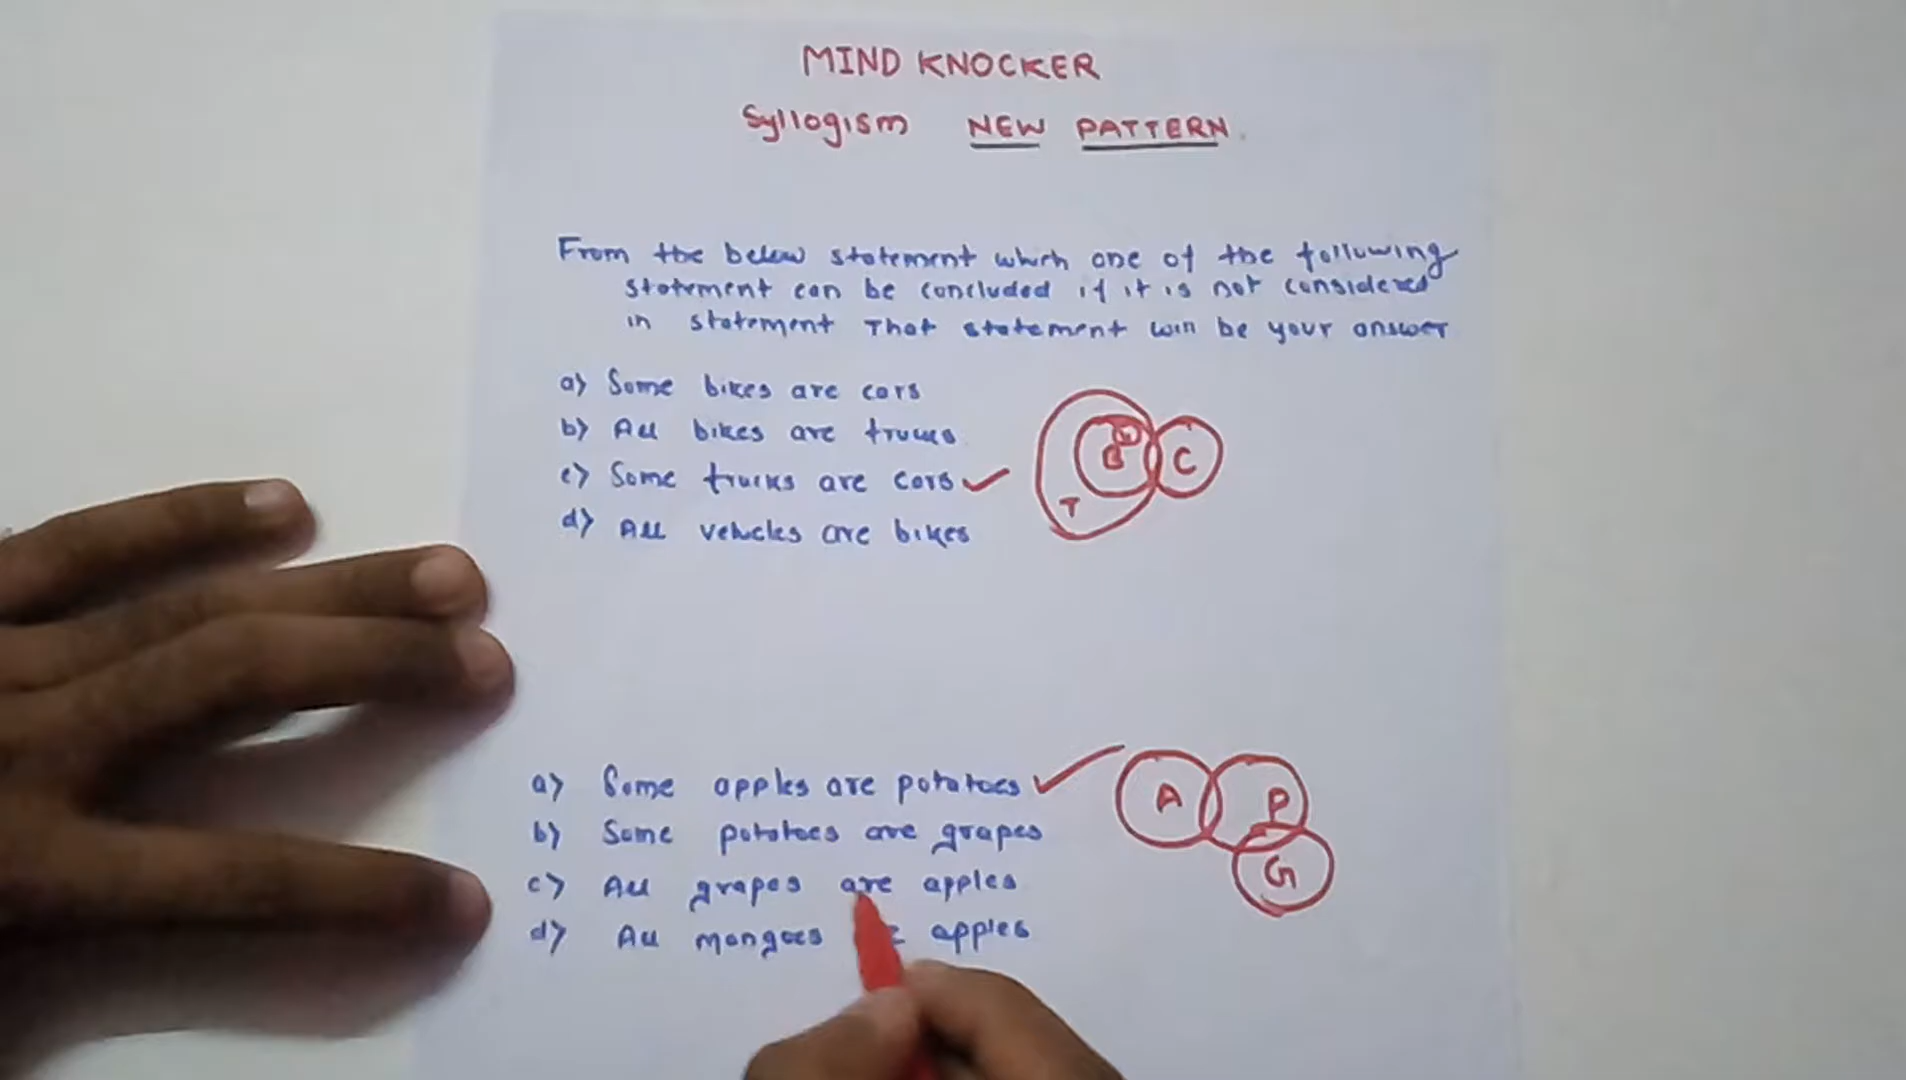 MIND KNOCKER
Syllogism NEW PATTERN.
From the below statement which one of the following
statement can be concluded if it is not considered
in statement That statement will be your answer
a) Some bikes are cars
b) All bikes are trucks
c) Some trucks are cars
d) All vehicles are bikes
T B V C
a) Some apples are potatoes
b) Some potatoes are grapes
c) All grapes are apples
d) All mangoes apples
A P
G